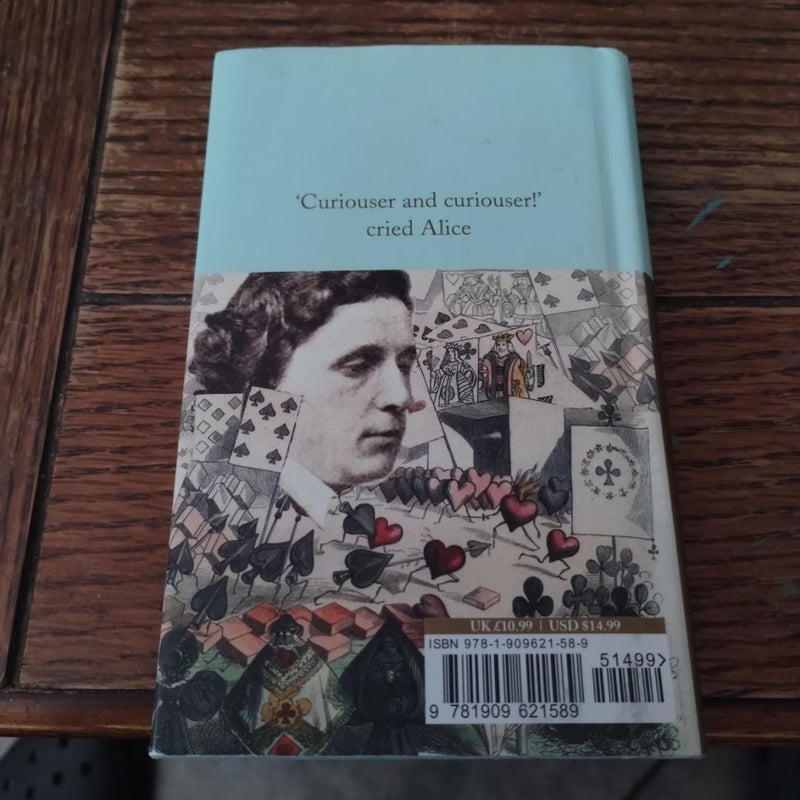 ‘Curiouser and curiouser!’
cried Alice
UK £10.99 | USD $14.99
ISBN 978-1-909621-58-9
51499>
9 781909 621589